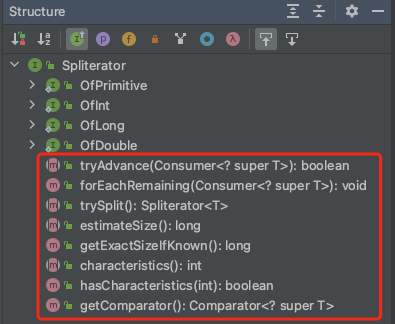 Structure
Spliterator
OfPrimitive
OfInt
OfLong
OfDouble
tryAdvance(Consumer<? super T>): boolean
forEachRemaining(Consumer<? super T>): void
trySplit(): Spliterator<T>
estimateSize(): long
getExactSizeIfKnown(): long
characteristics(): int
hasCharacteristics(int): boolean
getComparator(): Comparator<? super T>